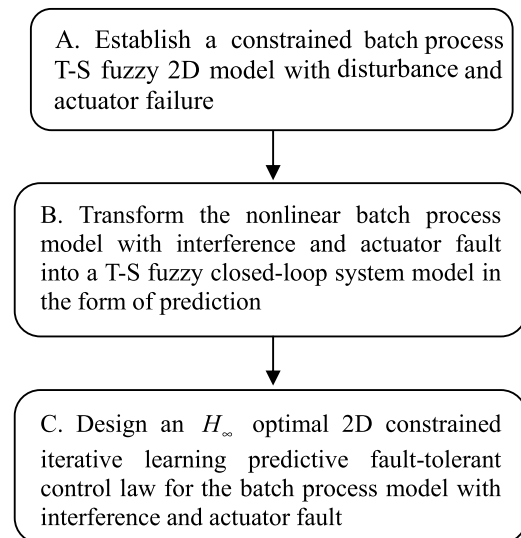 A. Establish a constrained batch process
T-S fuzzy 2D model with disturbance and
actuator failure
B. Transform the nonlinear batch process
model with interference and actuator fault
into a T-S fuzzy closed-loop system model in
the form of prediction
C. Design an H∞ optimal 2D constrained
iterative learning predictive fault-tolerant
control law for the batch process model with
interference and actuator fault